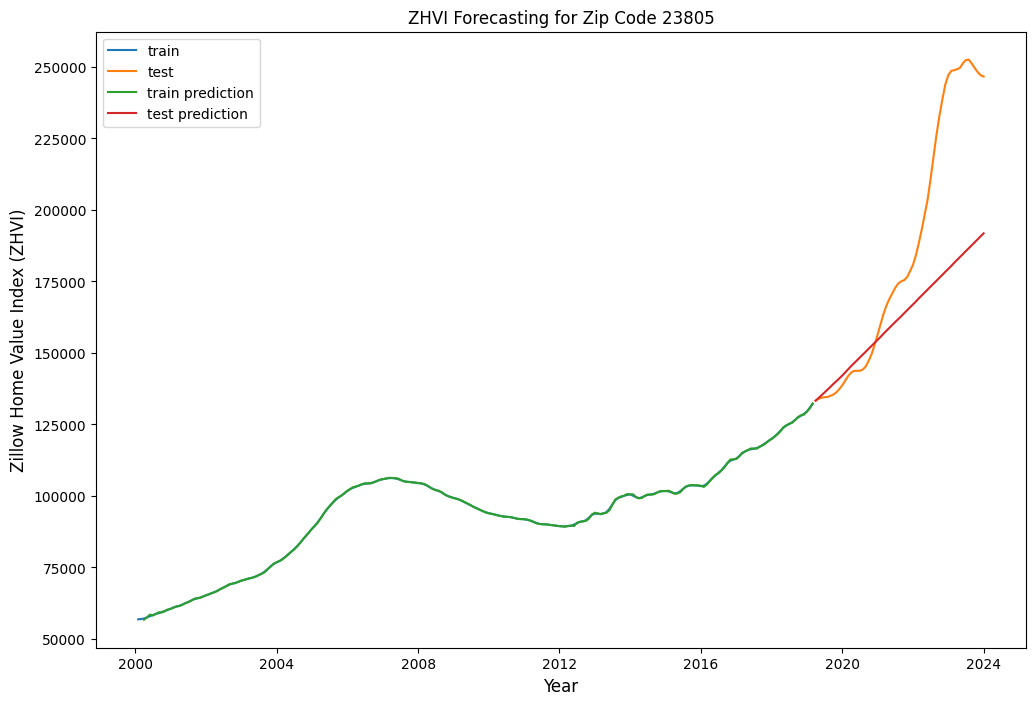 ZHVI Forecasting for Zip Code 23805
train
test
train prediction
test prediction
Zillow Home Value Index (ZHVI)
250000
225000
200000
175000
150000
125000
100000
75000
50000
2000 2004 2008 2012 2016 2020 2024
Year